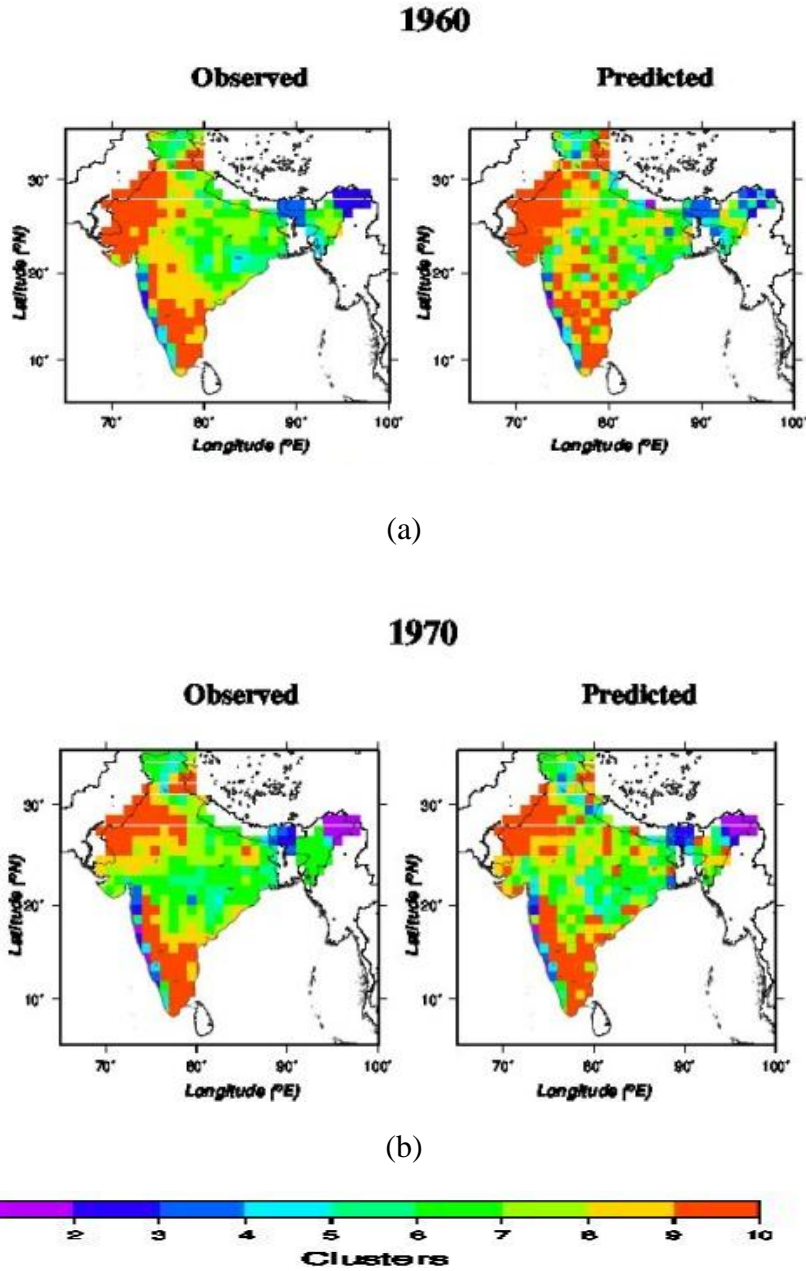 1960
Observed Predicted
30° 30°
20° 20°
10° 10°
70° 80° 90° 100° 70° 80° 90° 100°
Latitude (°N) Latitude (°N)
Longitude (°E) Longitude (°E)
(a)
1970
Observed Predicted
30° 30°
20° 20°
10° 10°
70° 80° 90° 100° 70° 80° 90° 100°
Latitude (°N) Latitude (°N)
Longitude (°E) Longitude (°E)
(b)
2 3 4 5 6 7 8 9 10
Clusters